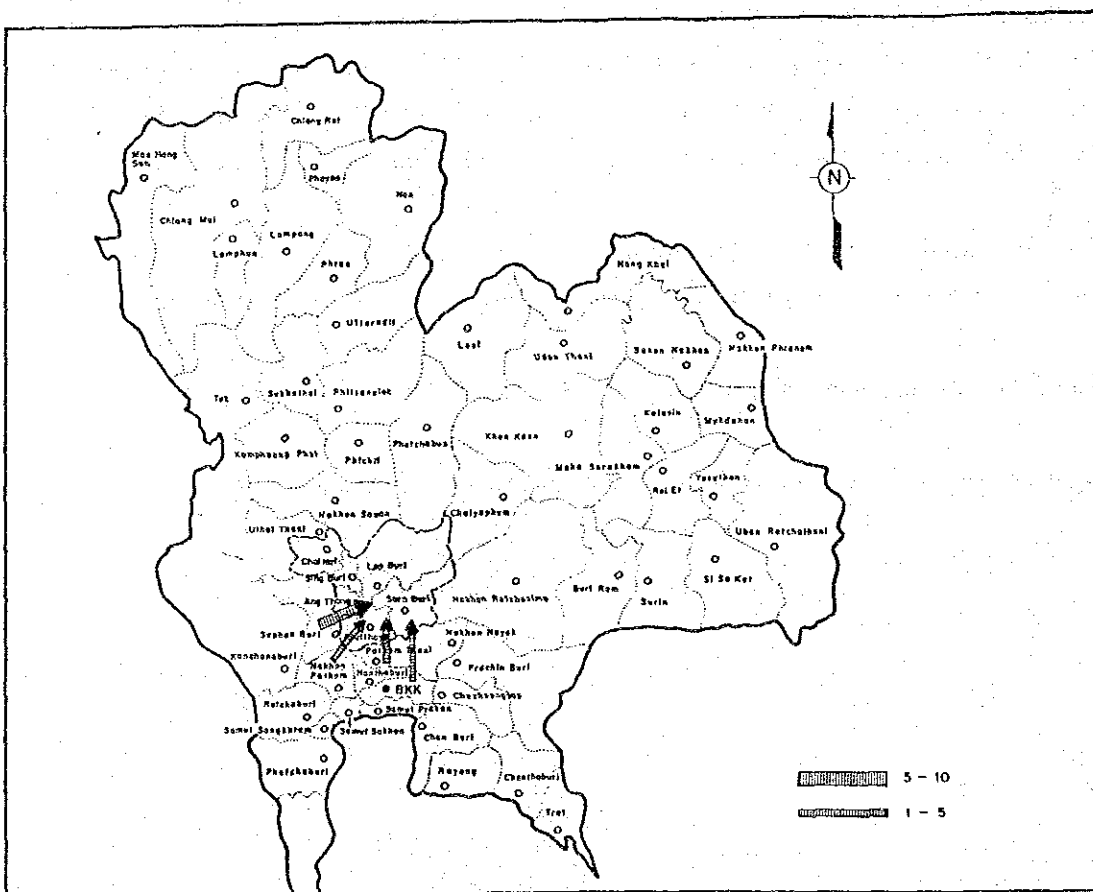 N
Chiang Rai
Mae Hong
Son
Phayao
Nan
Chiang Mai
Lamphun
Lampang
Phrae
Uttaradit
Nong Khai
Loei
Udon Thani
Sakon Nakhon
Nakhon Phranom
Tak
Sukhothai
Phitsanulok
Kamphaeng Phet
Phichit
Phetchabun
Khon Kaen
Kalasin
Mukdahan
Maha Sarakham
Roi Et
Yasothon
Nakhon Sawan
Chaiyaphum
Uthai Thani
Chai Nat
Sing Buri
Lop Buri
Ubon Ratchathani
Si Sa Ket
Ang Thong
Sara Buri
Nakhon Ratchasima
Buri Ram
Surin
Suphan Buri
Nakhon Nayok
Kanchanaburi
Nakhon
Pathom
Prachin Buri
Nonthaburi
BKK
Ratchaburi
Samut Prakan
Samut Songkhram
Samut Sakhon
Chon Buri
Phetchaburi
Rayong
Chanthaburi
Trat
5 - 10
1 - 5